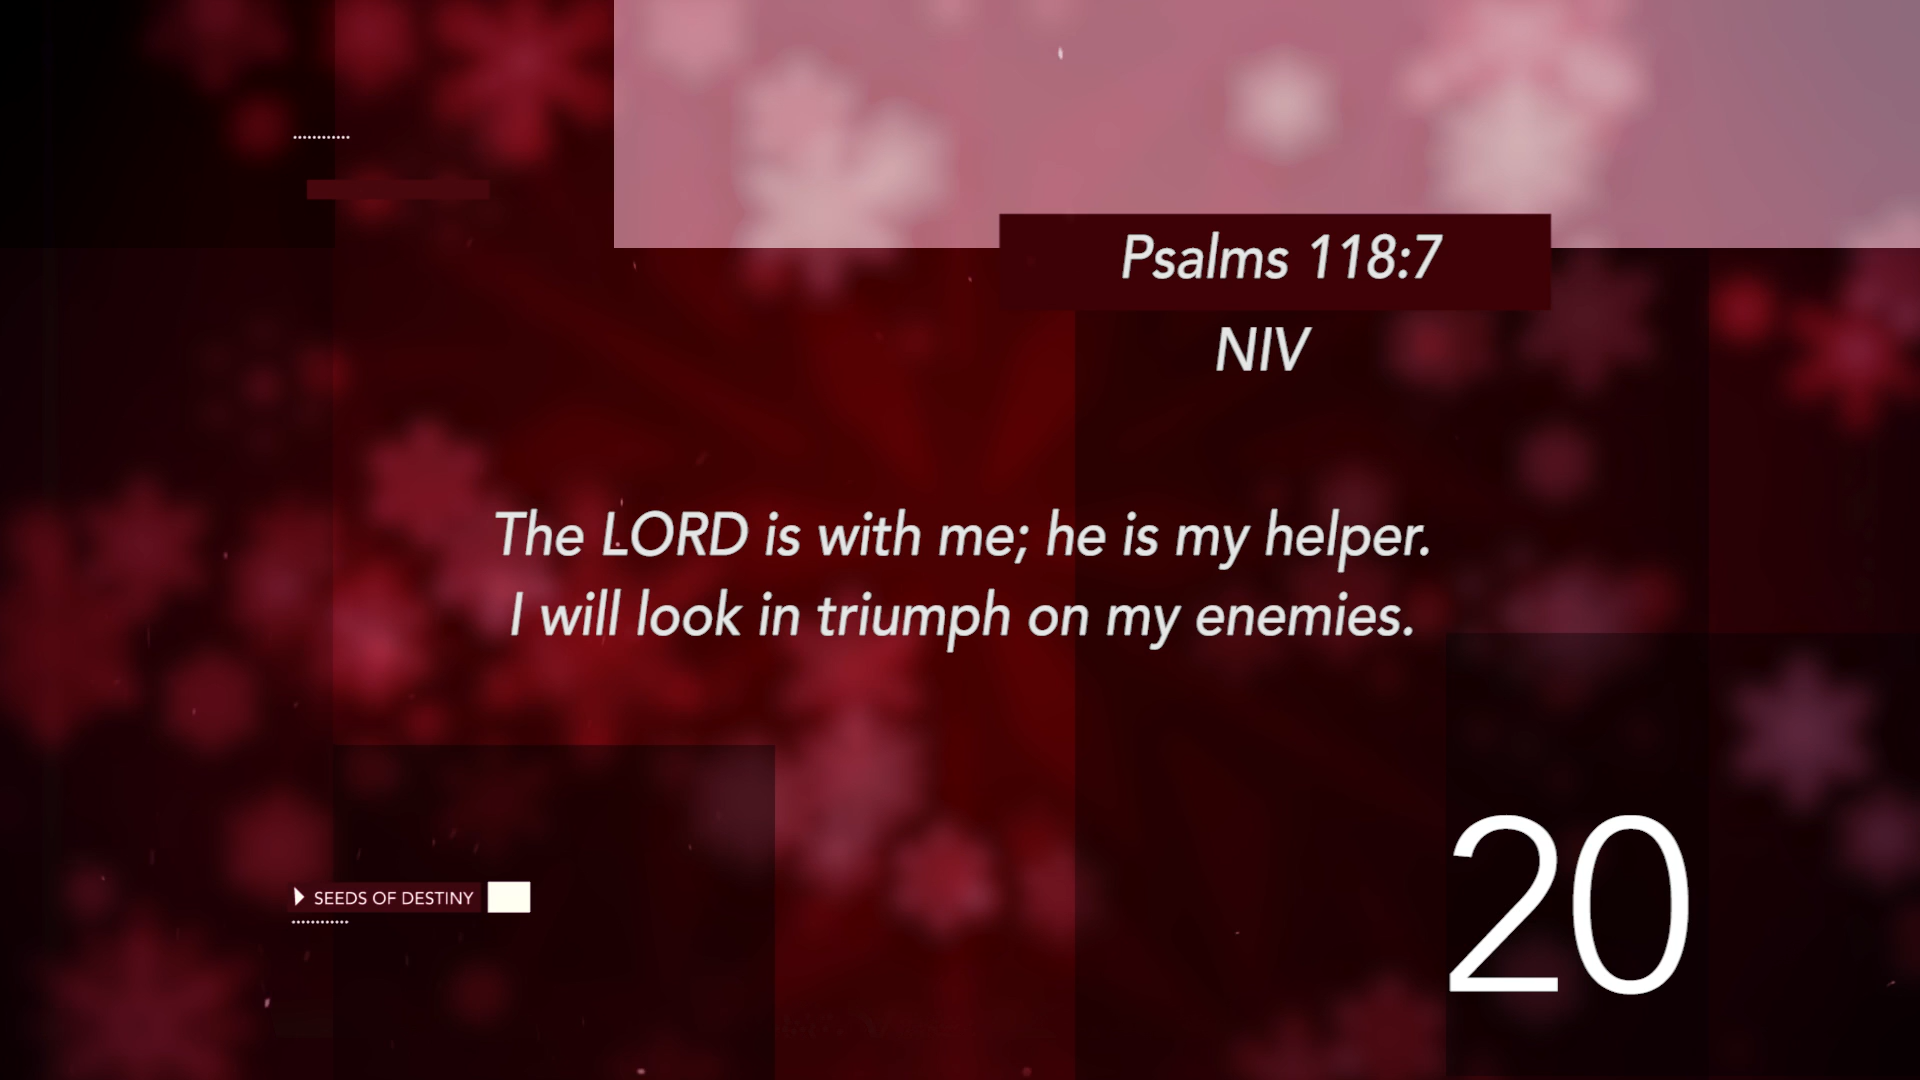 Psalms 118:7
NIV
The LORD is with me; he is my helper.
I will look in triumph on my enemies.
SEEDS OF DESTINY
20